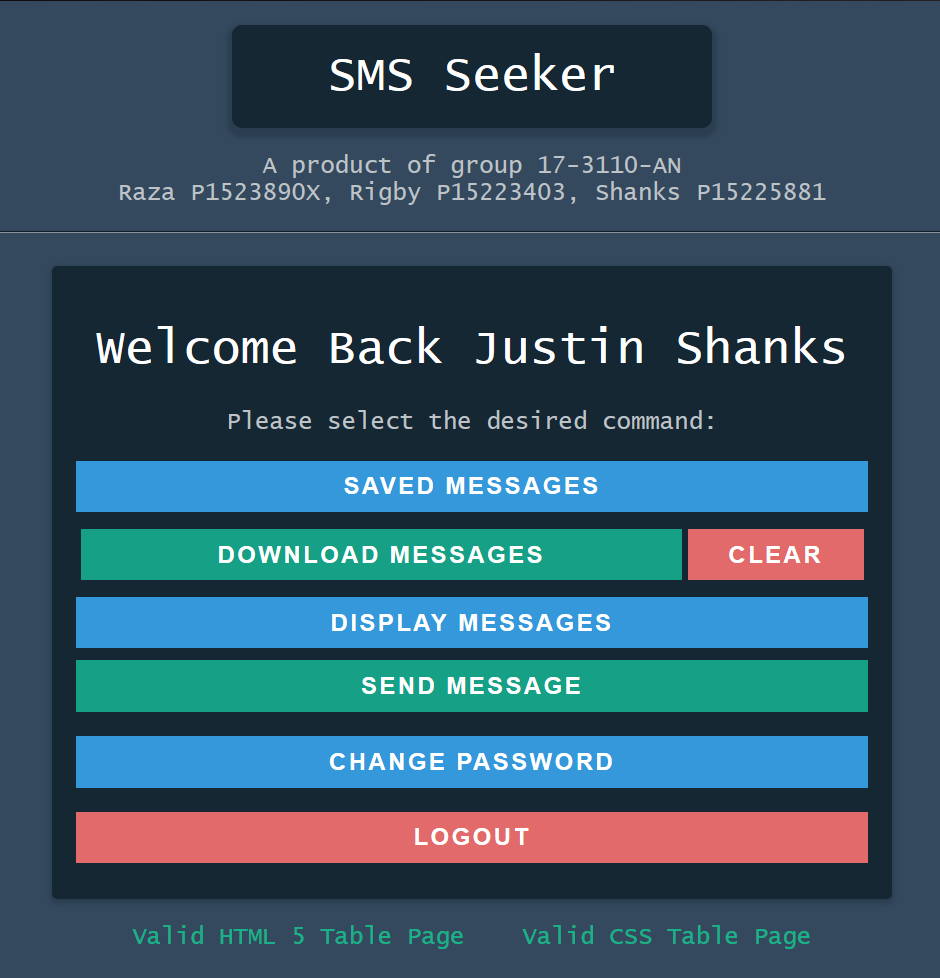 SMS Seeker
A product of group 17-3110-AN
Raza P1523890X, Rigby P15223403, Shanks P15225881
Welcome Back Justin Shanks
Please select the desired command:
SAVED MESSAGES
DOWNLOAD MESSAGES CLEAR
DISPLAY MESSAGES
SEND MESSAGE
CHANGE PASSWORD
LOGOUT
Valid HTML 5 Table Page Valid CSS Table Page